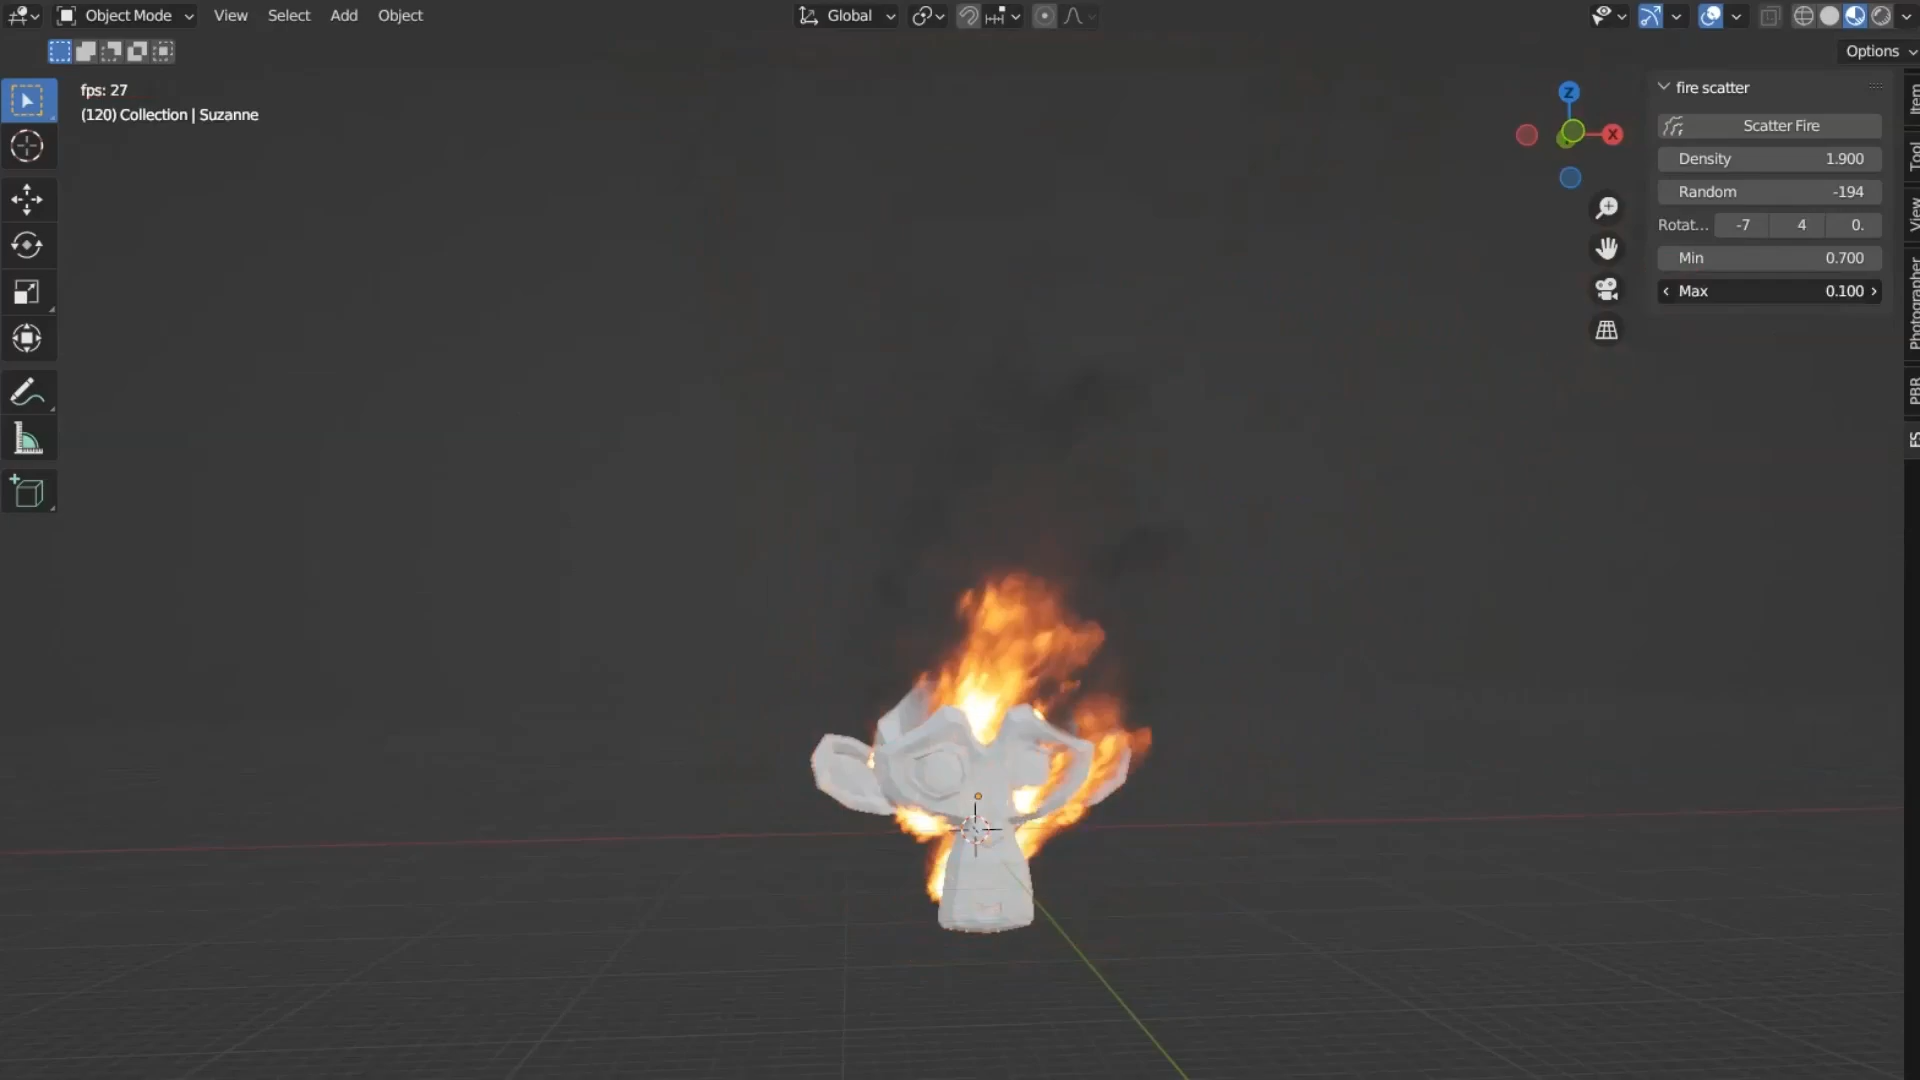 Object Mode View Select Add Object Global
Options
fps: 27
(120) Collection | Suzanne
Z
X
fire scatter
Scatter Fire
Density 1.900
Random -194
Rotat... -7 4 0.
Min 0.700
Max 0.100
Item
Tool
View
Photographer
PBR
FS